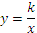 y = k/x